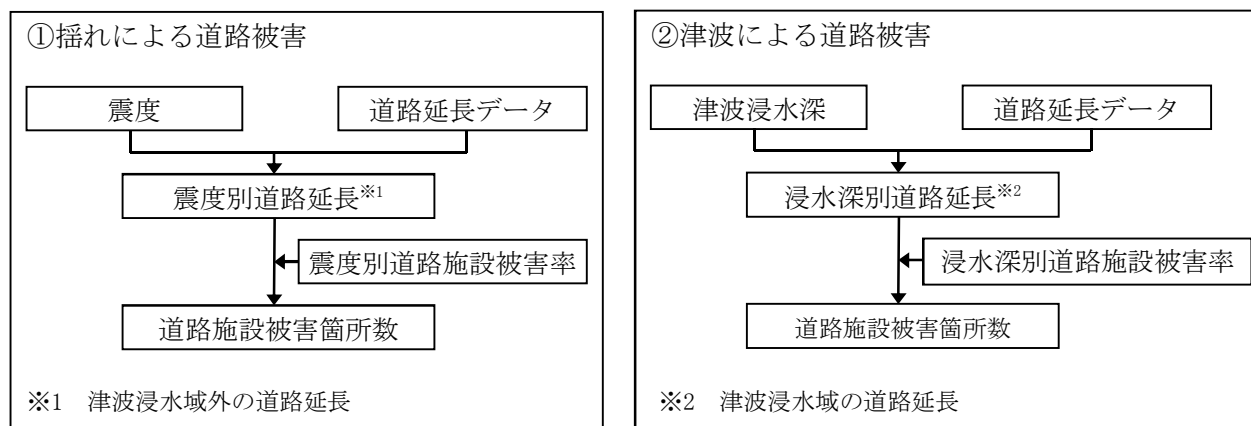 ①揺れによる道路被害
震度
道路延長データ
震度別道路延長※1
震度別道路施設被害率
道路施設被害箇所数
※1 津波浸水域外の道路延長
②津波による道路被害
津波浸水深
道路延長データ
浸水深別道路延長※2
浸水深別道路施設被害率
道路施設被害箇所数
※2 津波浸水域の道路延長